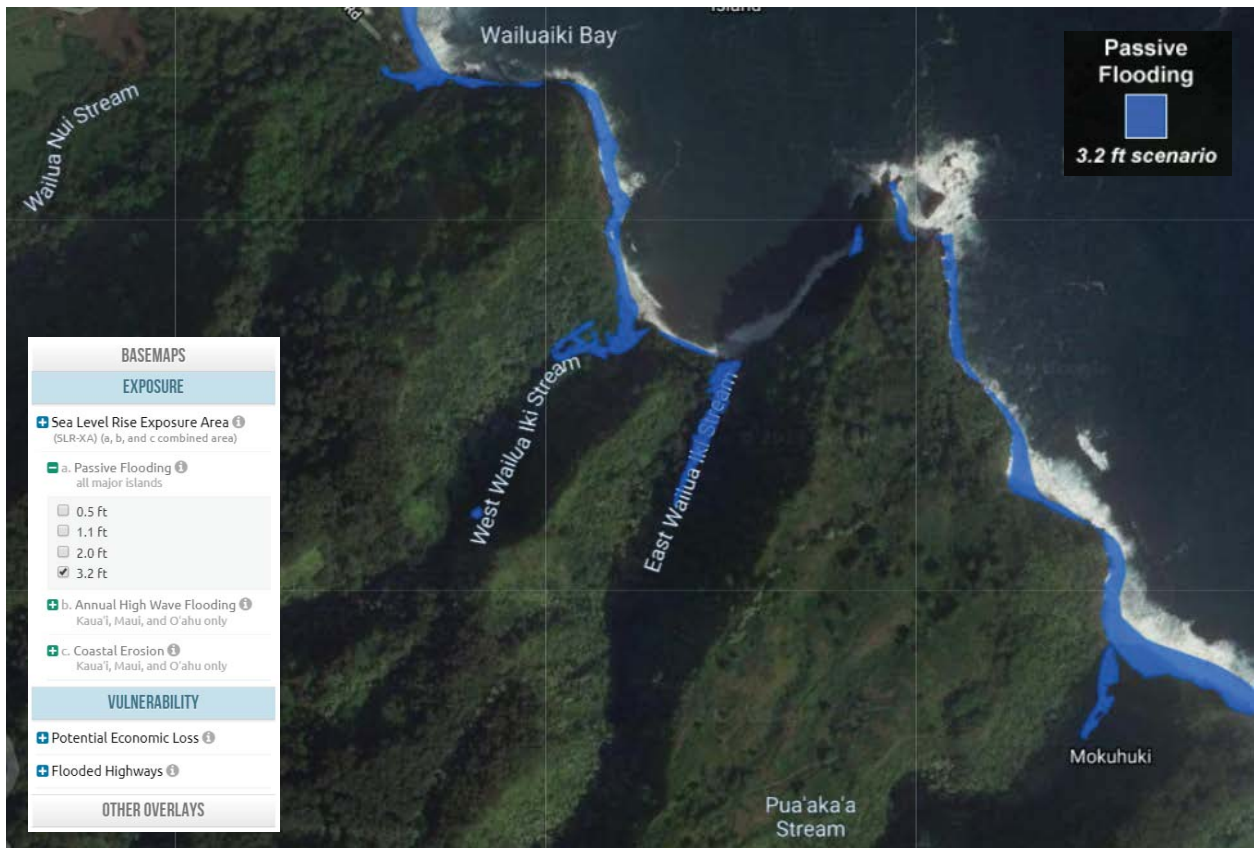 Rd
Wailuaiki Bay
Island
Passive
Flooding
3.2 ft scenario
Wailua Nui Stream
West Wailua Iki Stream
East Wailua Iki Stream
Mokuhuki
Pua'aka'a
Stream
BASEMAPS
EXPOSURE
Sea Level Rise Exposure Area
(SLR-XA) (a, b, and c combined area)
a. Passive Flooding
all major islands
0.5 ft
1.1 ft
2.0 ft
3.2 ft
b. Annual High Wave Flooding
Kaua'i, Maui, and O'ahu only
c. Coastal Erosion
Kaua'i, Maui, and O'ahu only
VULNERABILITY
Potential Economic Loss
Flooded Highways
OTHER OVERLAYS